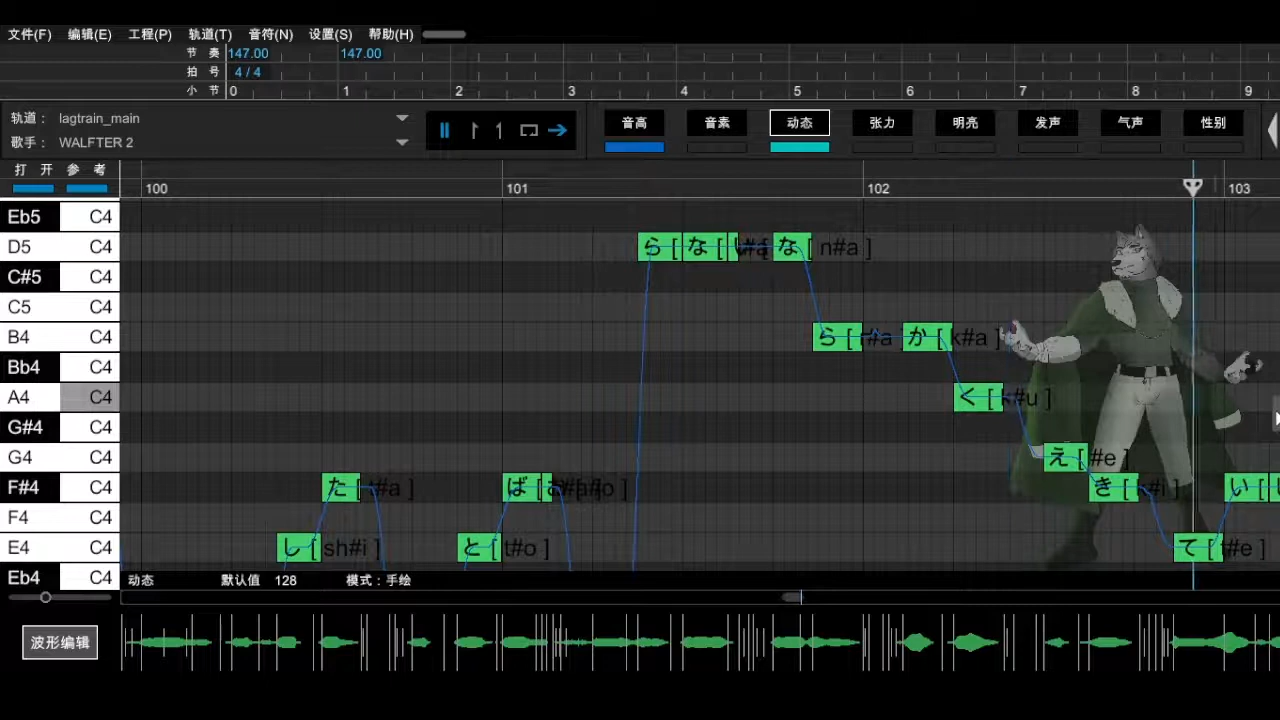 文件(F) 编辑(E) 工程(P) 轨道(T) 音符(N) 设置(S) 帮助(H)
节 奏 147.00 147.00
拍 号 4 / 4
小 节 0 1 2 3 4 5 6 7 8 9
轨道： lagtrain_main
歌手： WALFTER 2
音高 音素 动态 张力 明亮 发声 气声 性别
打 开 参 考
100 101 102 103
Eb5 C4
D5 C4 ら [ な [ な [ n#a ]
C#5 C4
C5 C4
B4 C4 ら [ r#a ] か [ k#a ]
Bb4 C4
A4 C4 く [ k#u ]
G#4 C4
G4 C4 え [ #e ]
F#4 C4 た [ t#a ] ば [ き [ k#i ] い [
F4 C4
E4 C4 し [ sh#i ] と [ t#o ] て [ t#e ]
Eb4 C4
动态 默认值 128 模式：手绘
波形编辑